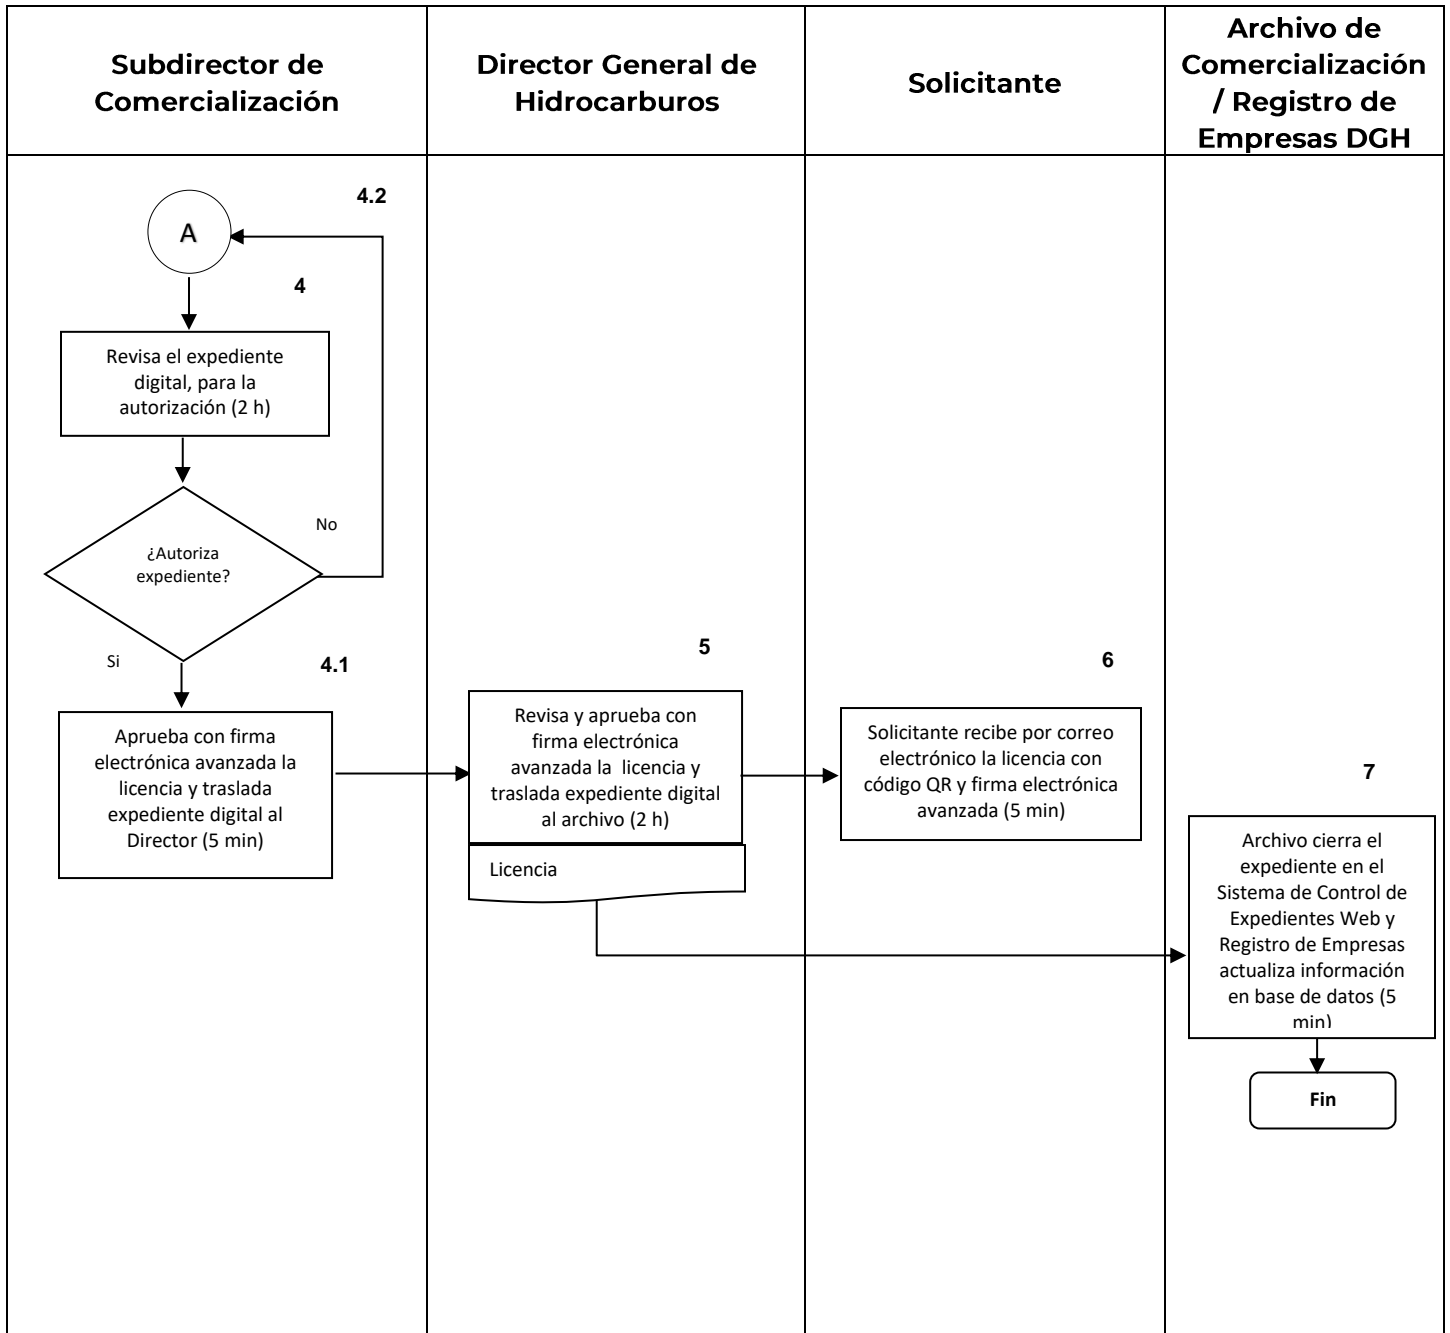 Subdirector de
Comercialización
Director General de
Hidrocarburos
Solicitante
Archivo de
Comercialización
/ Registro de
Empresas DGH
4.2
A
4
Revisa el expediente
digital, para la
autorización (2 h)
No
¿Autoriza
expediente?
Si
4.1
Aprueba con firma
electrónica avanzada la
licencia y traslada
expediente digital al
Director (5 min)
5
Revisa y aprueba con
firma electrónica
avanzada la licencia y
traslada expediente digital
al archivo (2 h)
Licencia
6
Solicitante recibe por correo
electrónico la licencia con
código QR y firma electrónica
avanzada (5 min)
7
Archivo cierra el
expediente en el
Sistema de Control de
Expedientes Web y
Registro de Empresas
actualiza información
en base de datos (5
min)
Fin